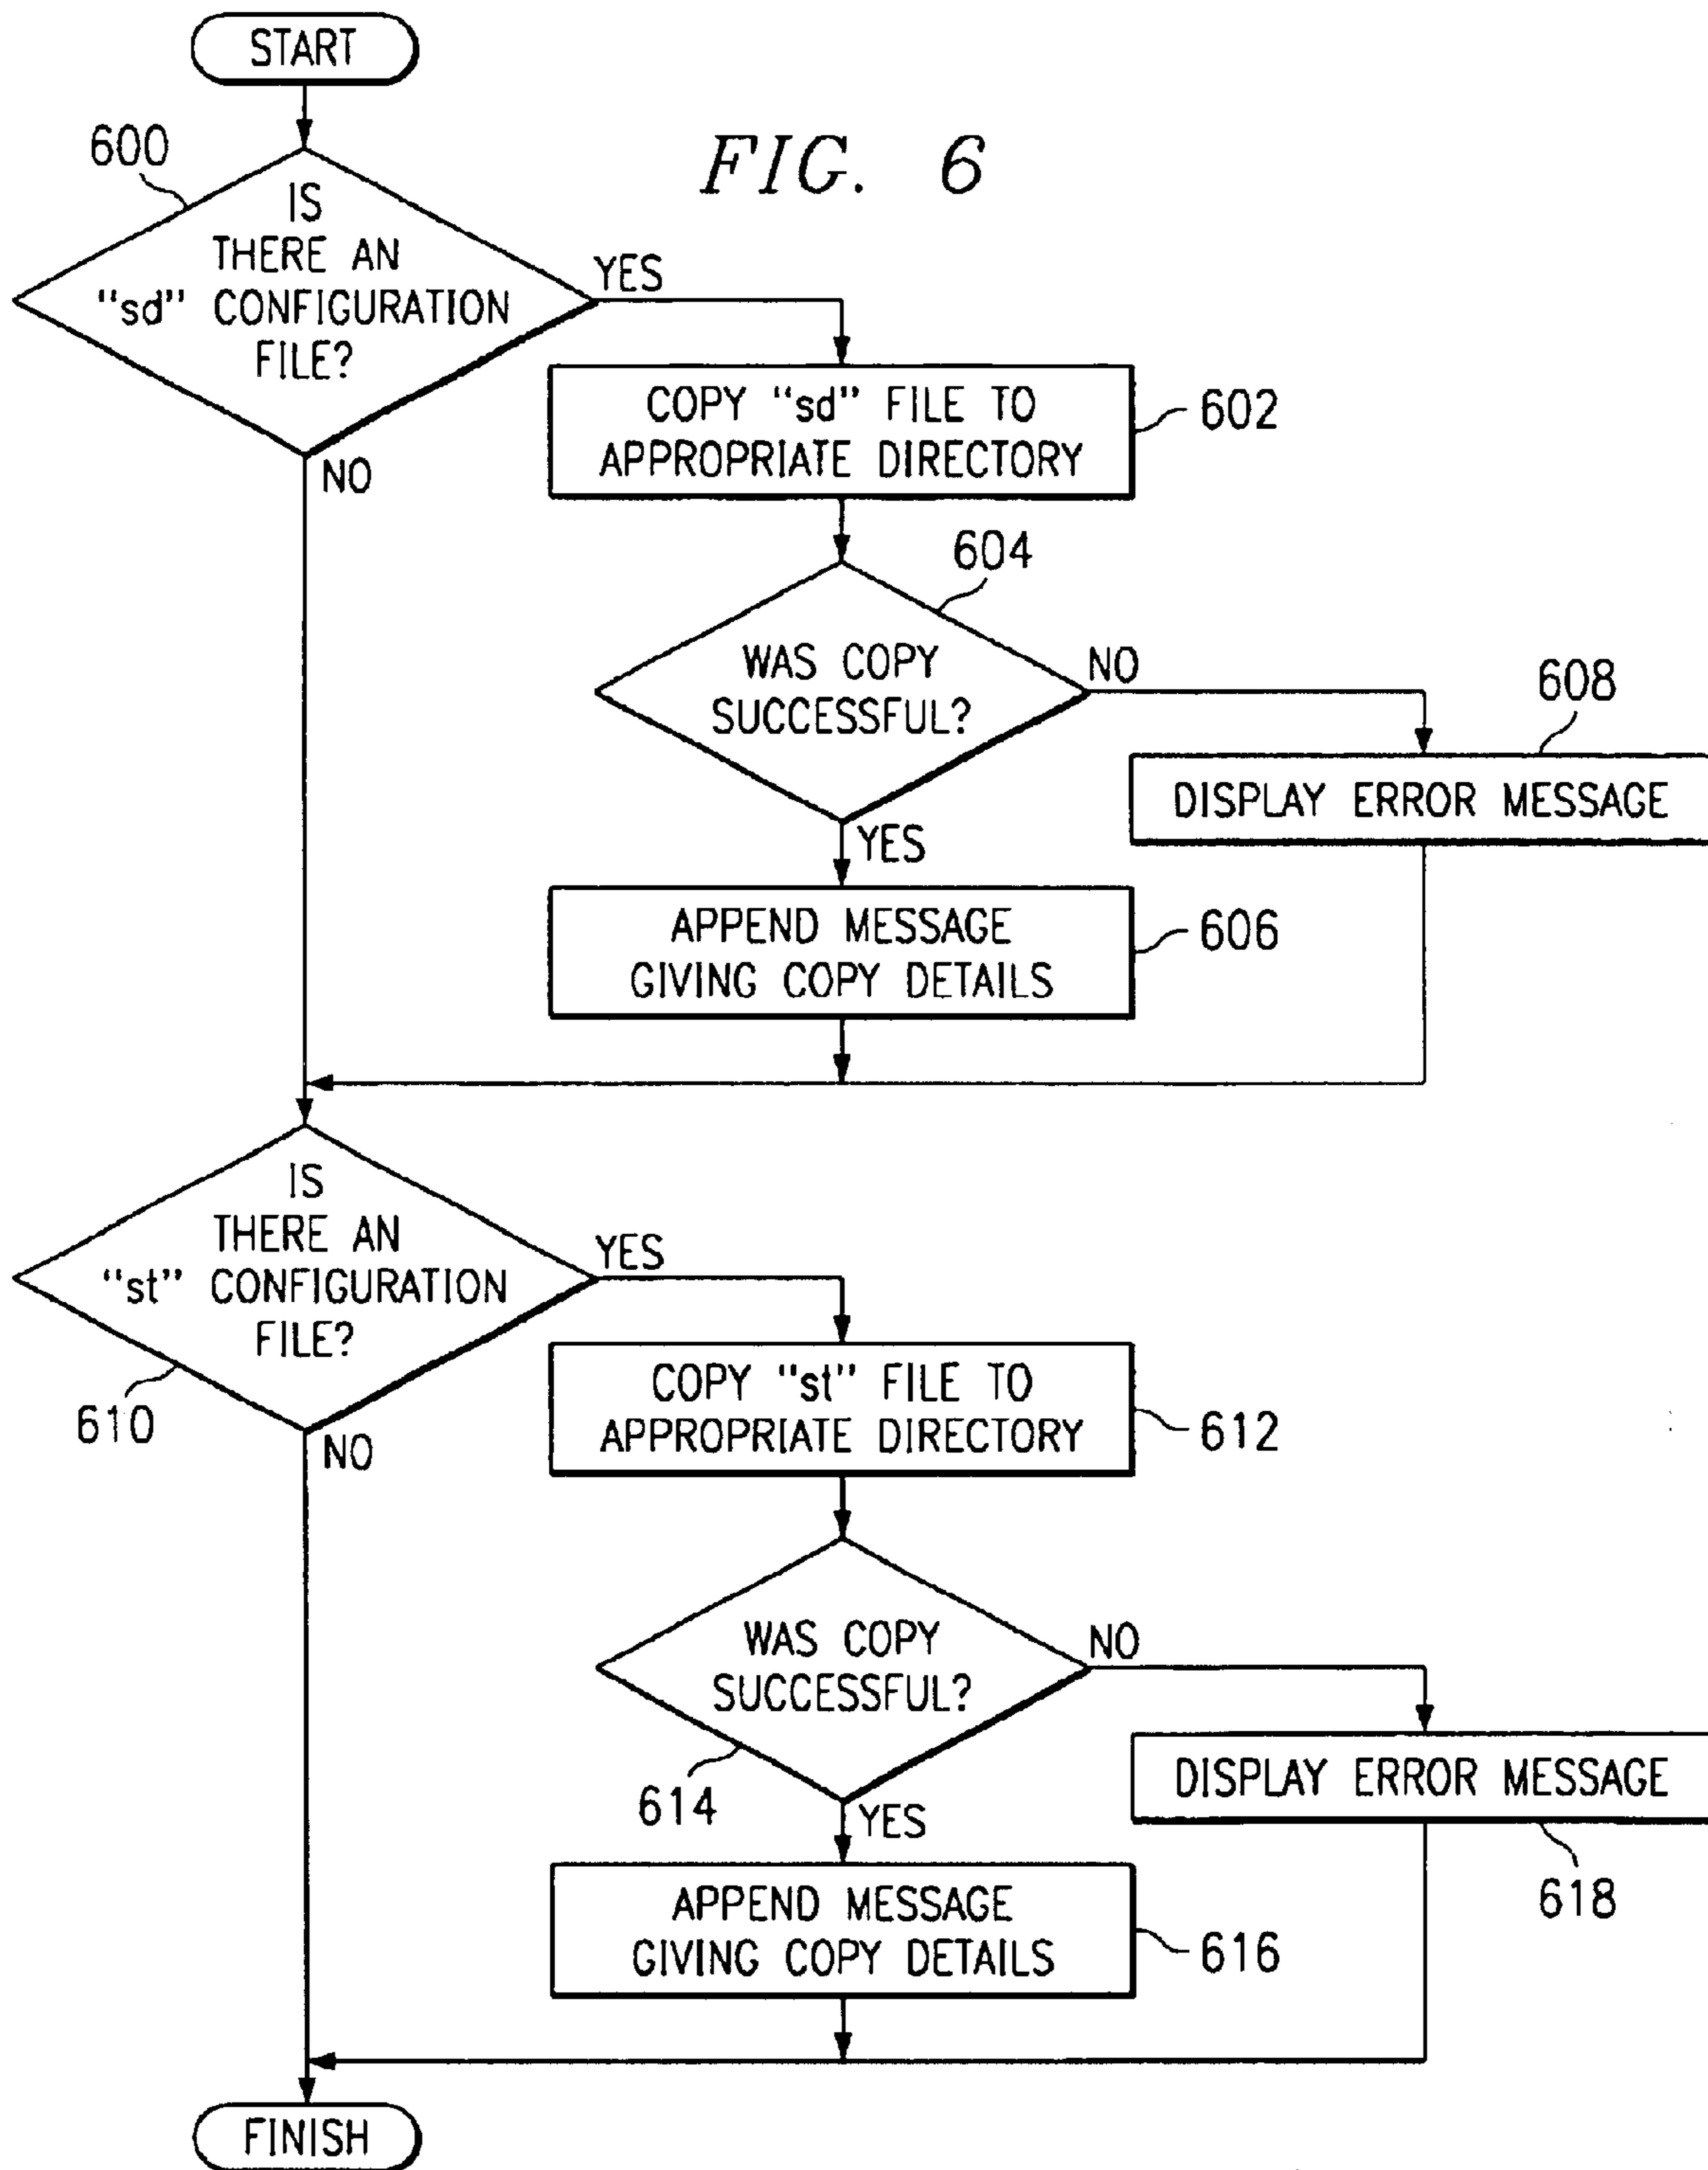 START
FIG. 6
600
IS
THERE AN
"sd" CONFIGURATION
FILE?
YES
NO
COPY "sd" FILE TO
APPROPRIATE DIRECTORY
602
604
WAS COPY
SUCCESSFUL?
NO
YES
608
DISPLAY ERROR MESSAGE
APPEND MESSAGE
GIVING COPY DETAILS
606
IS
THERE AN
"st" CONFIGURATION
FILE?
YES
610
NO
COPY "st" FILE TO
APPROPRIATE DIRECTORY
612
WAS COPY
SUCCESSFUL?
NO
614
YES
DISPLAY ERROR MESSAGE
618
APPEND MESSAGE
GIVING COPY DETAILS
616
FINISH